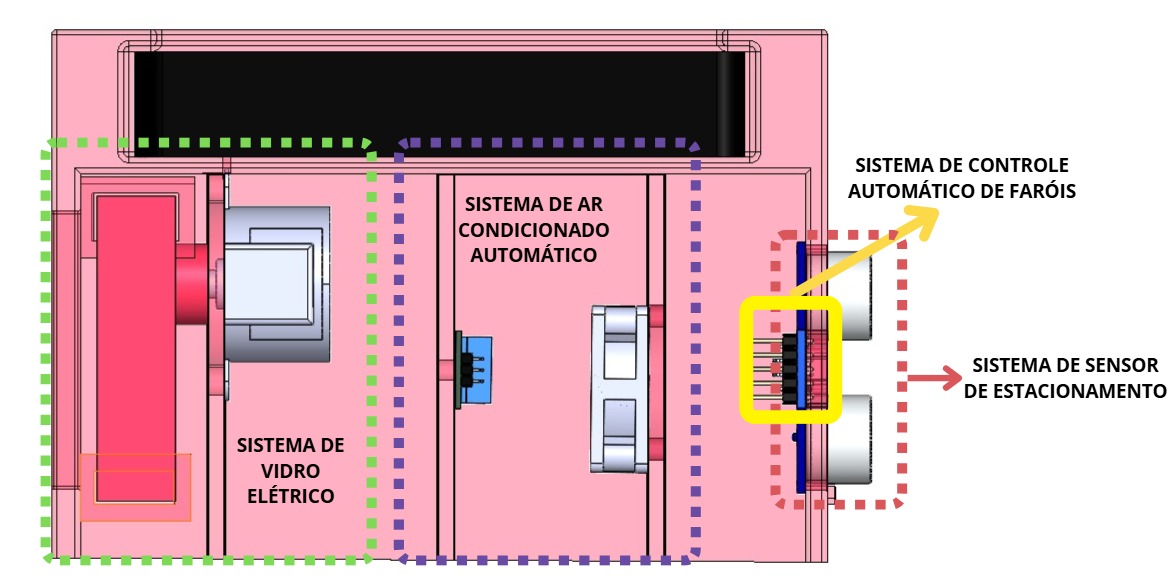 SISTEMA DE CONTROLE
AUTOMÁTICO DE FARÓIS
SISTEMA DE AR
CONDICIONADO
AUTOMÁTICO
SISTEMA DE SENSOR
DE ESTACIONAMENTO
SISTEMA DE
VIDRO
ELÉTRICO